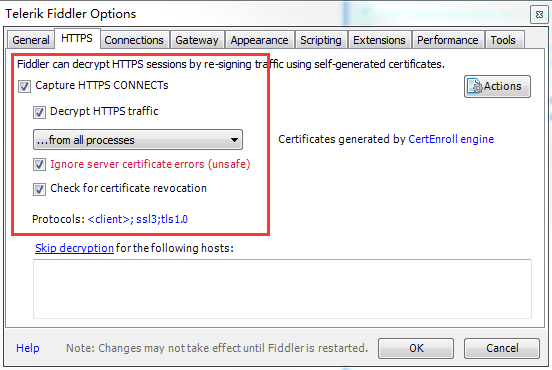 Telerik Fiddler Options
General HTTPS Connections Gateway Appearance Scripting Extensions Performance Tools
Fiddler can decrypt HTTPS sessions by re-signing traffic using self-generated certificates.
Capture HTTPS CONNECTs
Actions
Decrypt HTTPS traffic
...from all processes
Certificates generated by CertEnroll engine
Ignore server certificate errors (unsafe)
Check for certificate revocation
Protocols: <client>; ssl3;tls1.0
Skip decryption for the following hosts:
Help Note: Changes may not take effect until Fiddler is restarted. OK Cancel